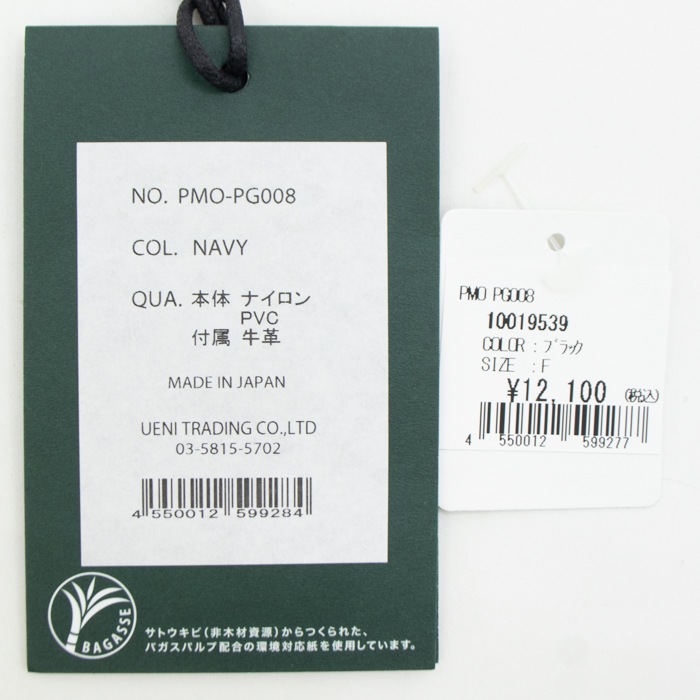 NO. PMO-PG008
COL. NAVY
QUA. 本体 ナイロン
PVC
付属 牛革
MADE IN JAPAN
UENI TRADING CO.,LTD
03-5815-5702
4 550012 599284
BAGASSE
サトウキビ(非木材資源)からつくられた、
バガスパルプ配合の環境対応紙を使用しています。
PMO PG008
10019539
COLOR : ブラック
SIZE : F
¥12,100 (税込)
4 550012 599277